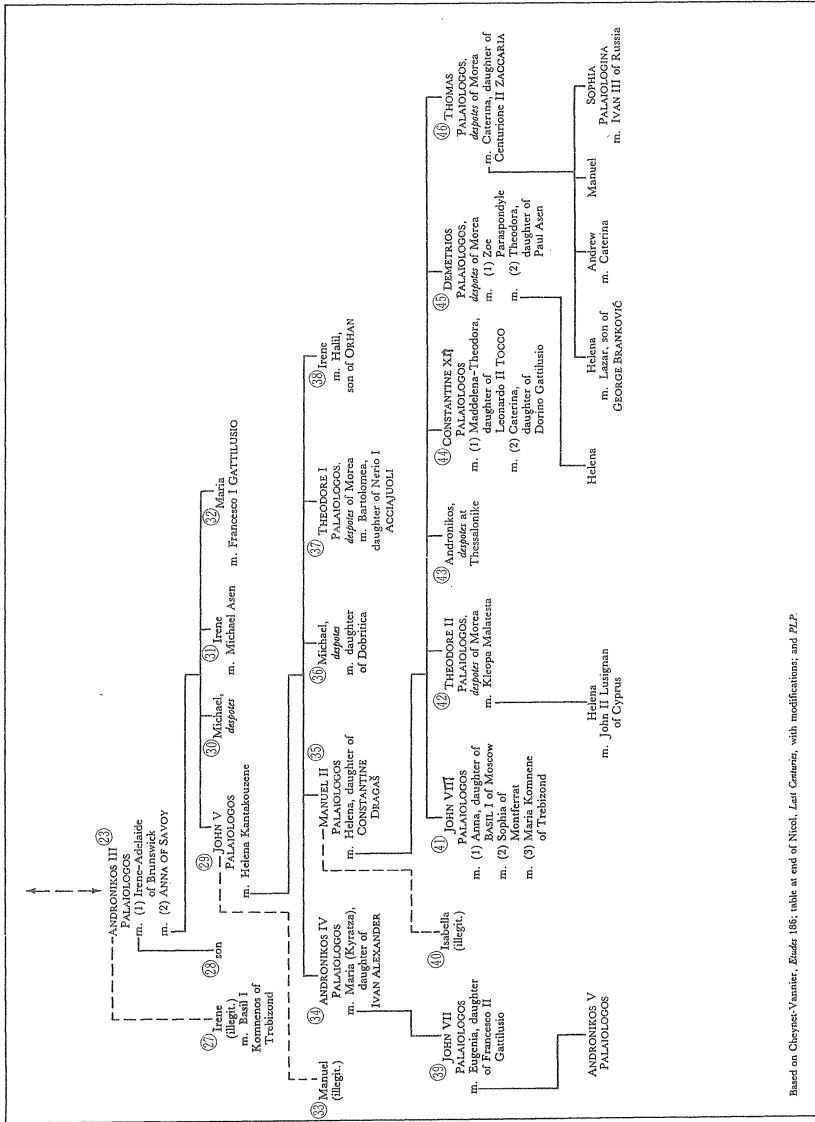 ANDRONIKOS III ㉓
PALAIOLOGOS
m. (1) Irene-Adelaide
of Brunswick
m. (2) ANNA OF SAVOY
㉗ Irene
(illegit.)
m. Basil I
Komnenos of
Trebizond
㉘ son
㉙ JOHN V
PALAIOLOGOS
m. Helena Kantakouzene
㉚ Michael,
despotes
㉛ Irene
m. Michael Asen
㉜ Maria
m. Francesco I GATTILUSIO
㉝ Manuel
(illegit.)
㉞ ANDRONIKOS IV
PALAIOLOGOS
m. Maria (Kyratza),
daughter of
IVAN ALEXANDER
MANUEL II ㉟
PALAIOLOGOS
m. Helena, daughter of
CONSTANTINE
DRAGAŠ
㊱ Michael,
despotes
m. daughter
of Dobritica
㊲ THEODORE I
PALAIOLOGOS,
despotes of Morea
m. Bartolomea,
daughter of Nerio I
ACCIAJUOLI
㊳ Irene
m. Halil,
son of ORHAN
㊴ JOHN VII
PALAIOLOGOS
m. Eugenia, daughter
of Francesco II
Gattilusio
㊵ Isabella
(illegit.)
㊶ JOHN VIII
PALAIOLOGOS
m. (1) Anna, daughter of
BASIL I of Moscow
m. (2) Sophia of
Montferrat
m. (3) Maria Komnene
of Trebizond
㊷ THEODORE II
PALAIOLOGOS,
despotes of Morea
m. Kleopa Malatesta
㊸ Andronikos,
despotes at
Thessalonike
㊹ CONSTANTINE XI
PALAIOLOGOS
m. (1) Maddelena-Theodora,
daughter of
Leonardo II TOCCO
m. (2) Caterina,
daughter of
Dorino Gattilusio
㊺ DEMETRIOS
PALAIOLOGOS,
despotes of Morea
m. (1) Zoe
Paraspondyle
m. (2) Theodora,
daughter of
Paul Asen
㊻ THOMAS
PALAIOLOGOS,
despotes of Morea
m. Caterina, daughter of
Centurione II ZACCARIA
ANDRONIKOS V
PALAIOLOGOS
Helena
m. John II Lusignan
of Cyprus
Helena
Helena
m. Lazar, son of
GEORGE BRANKOVIĆ
Andrew
m. Caterina
Manuel
SOPHIA
PALAIOLOGINA
m. IVAN III of Russia
Based on Cheynet-Vannier, Etudes 186; table at end of Nicol, Last Centuries, with modifications; and PLP.